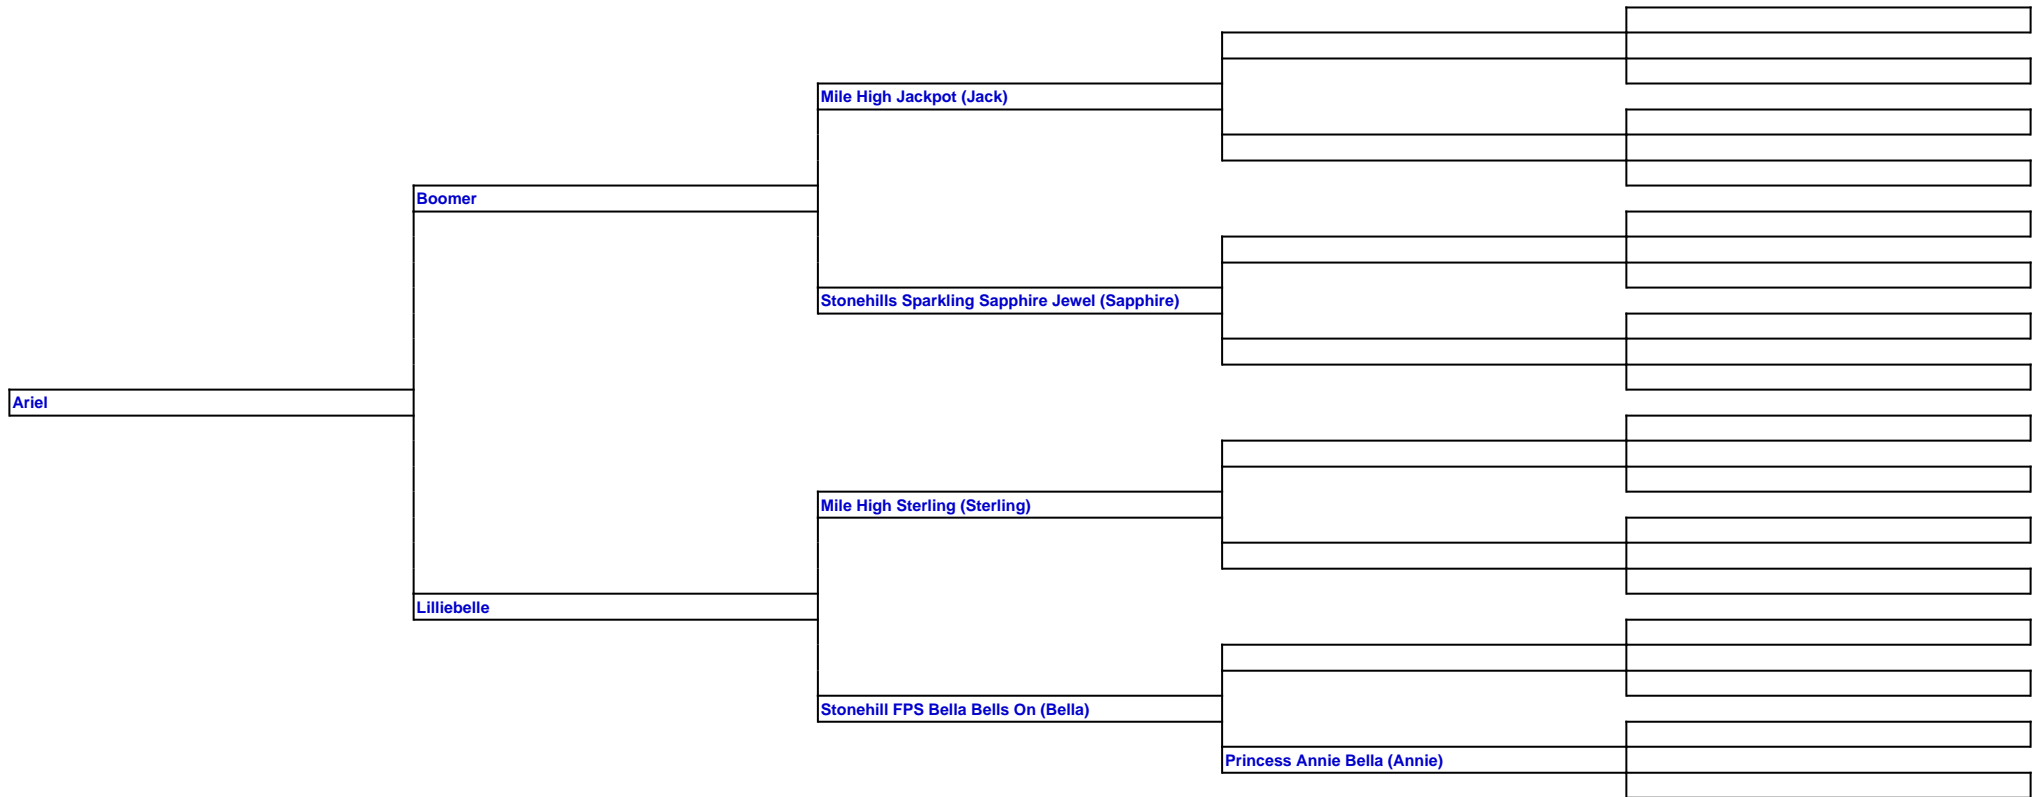 Mile High Jackpot (Jack)
Boomer
Stonehills Sparkling Sapphire Jewel (Sapphire)
Ariel
Mile High Sterling (Sterling)
Lilliebelle
Stonehill FPS Bella Bells On (Bella)
Princess Annie Bella (Annie)